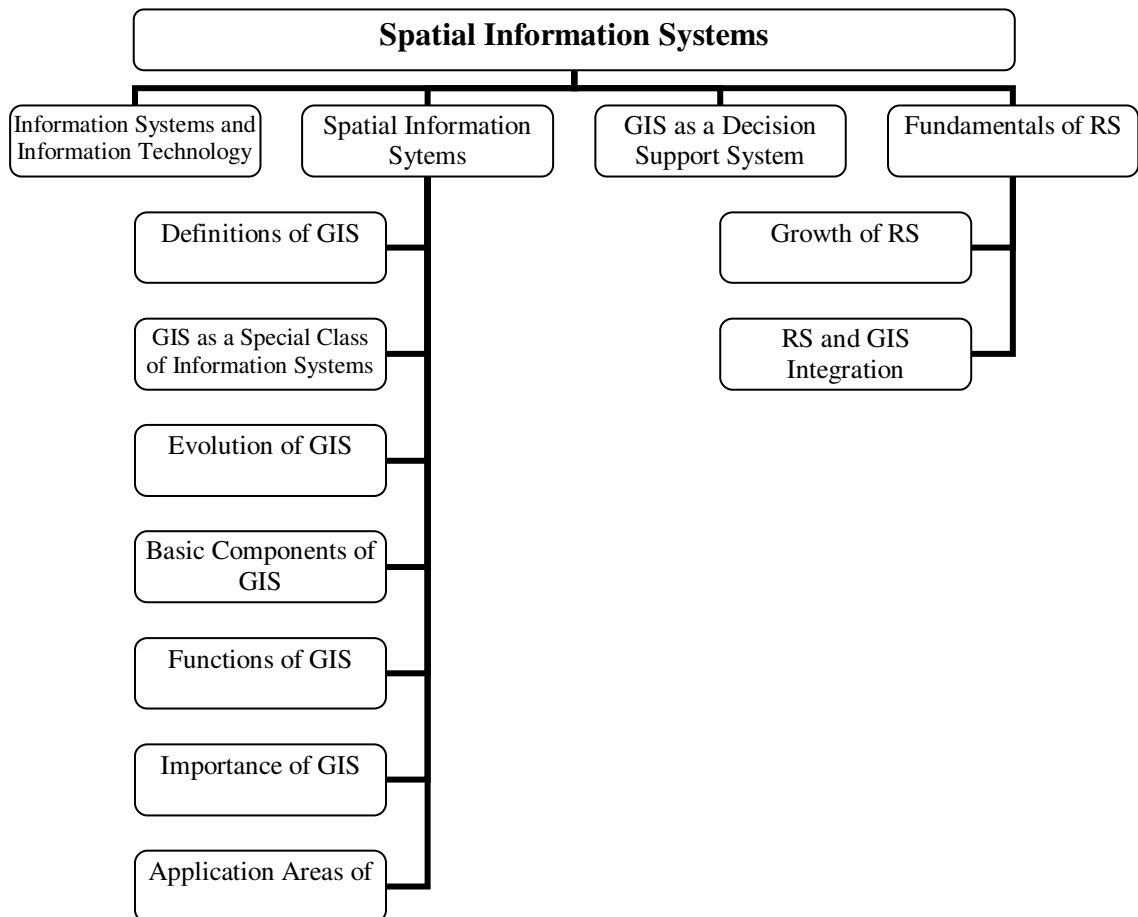 Spatial Information Systems
Information Systems and
Information Technology
Spatial Information
Sytems
GIS as a Decision
Support System
Fundamentals of RS
Definitions of GIS
Growth of RS
GIS as a Special Class
of Information Systems
RS and GIS
Integration
Evolution of GIS
Basic Components of
GIS
Functions of GIS
Importance of GIS
Application Areas of